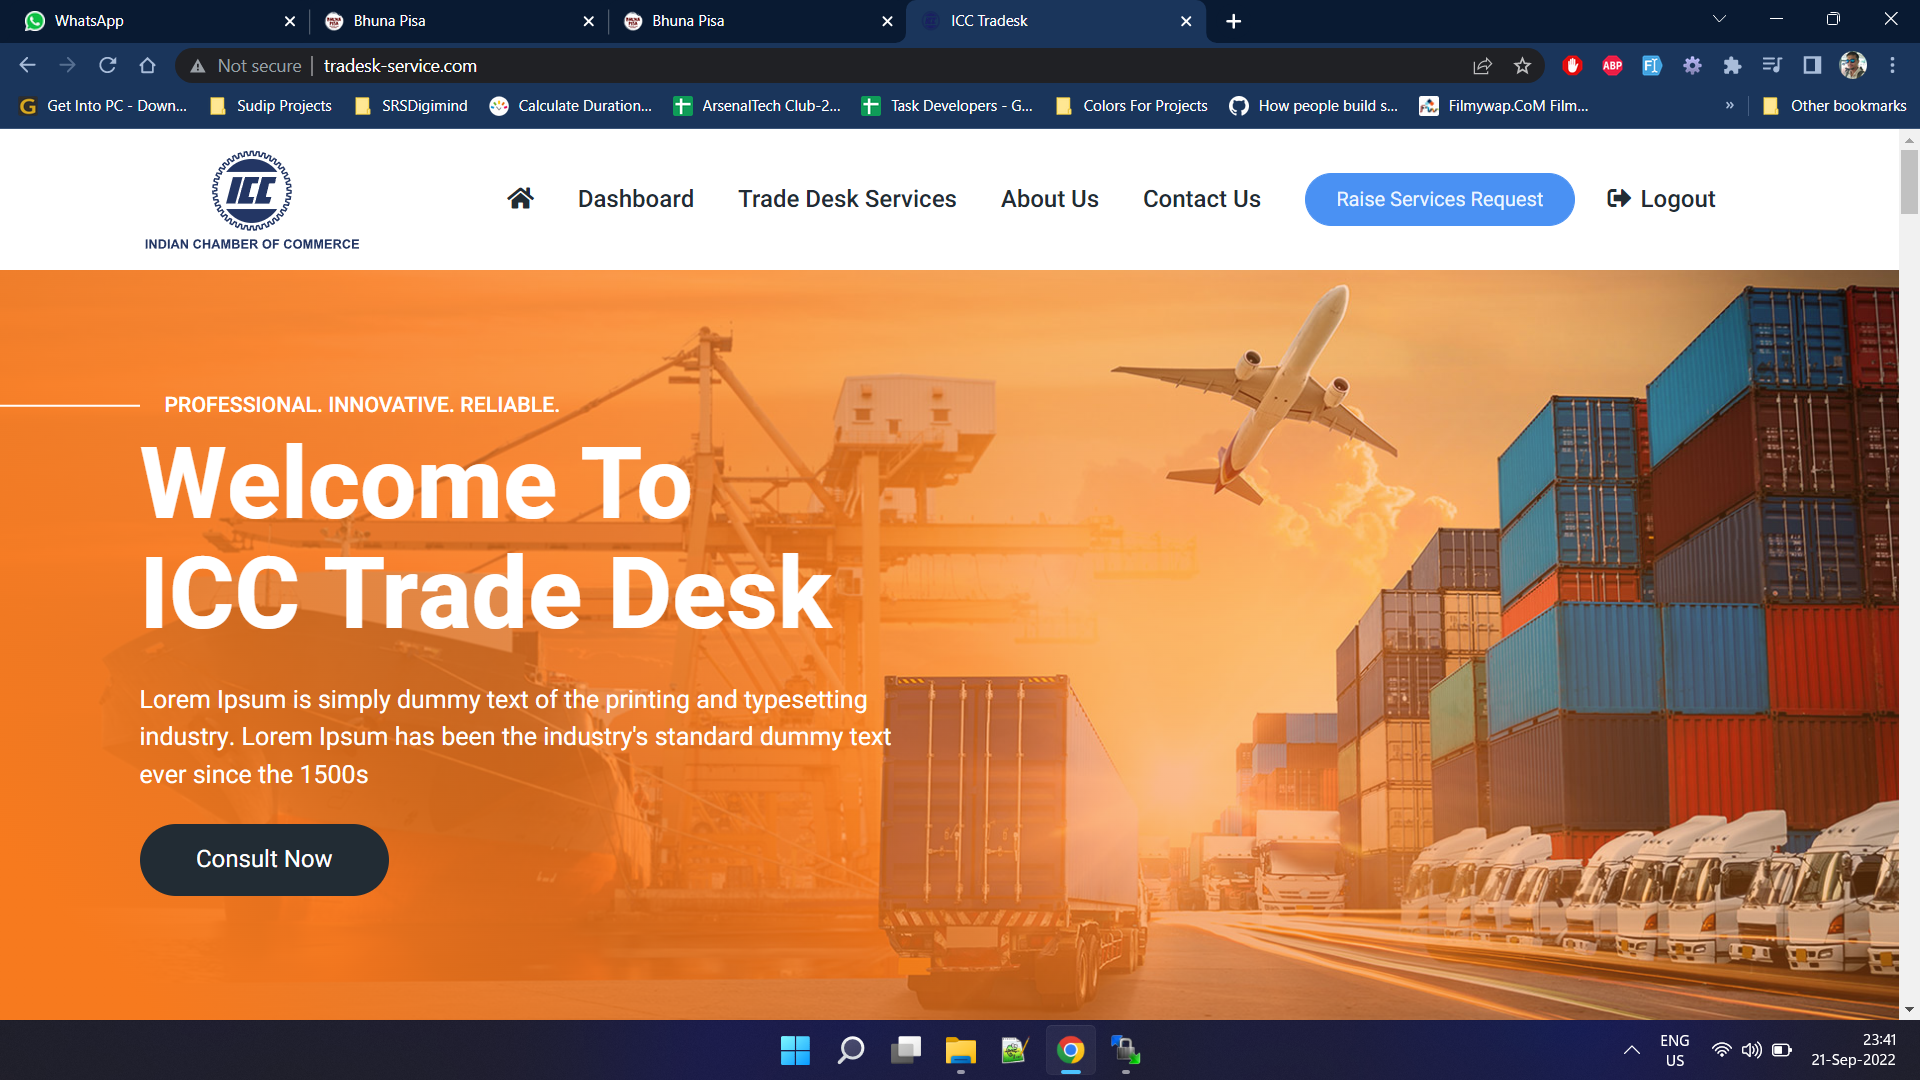 WhatsApp
Bhuna Pisa
Bhuna Pisa
ICC Tradesk
Not secure
tradesk-service.com
ABP
Get Into PC - Down...
Sudip Projects
SRSDigimind
Calculate Duration...
ArsenalTech Club-2...
Task Developers - G...
Colors For Projects
How people build s...
Filmywap.CoM Film...
»
Other bookmarks
ICC
INDIAN CHAMBER OF COMMERCE
Dashboard
Trade Desk Services
About Us
Contact Us
Raise Services Request
Logout
PROFESSIONAL. INNOVATIVE. RELIABLE.
Welcome To
ICC Trade Desk
Lorem Ipsum is simply dummy text of the printing and typesetting
industry. Lorem Ipsum has been the industry's standard dummy text
ever since the 1500s
Consult Now
ENG
US
23:41
21-Sep-2022